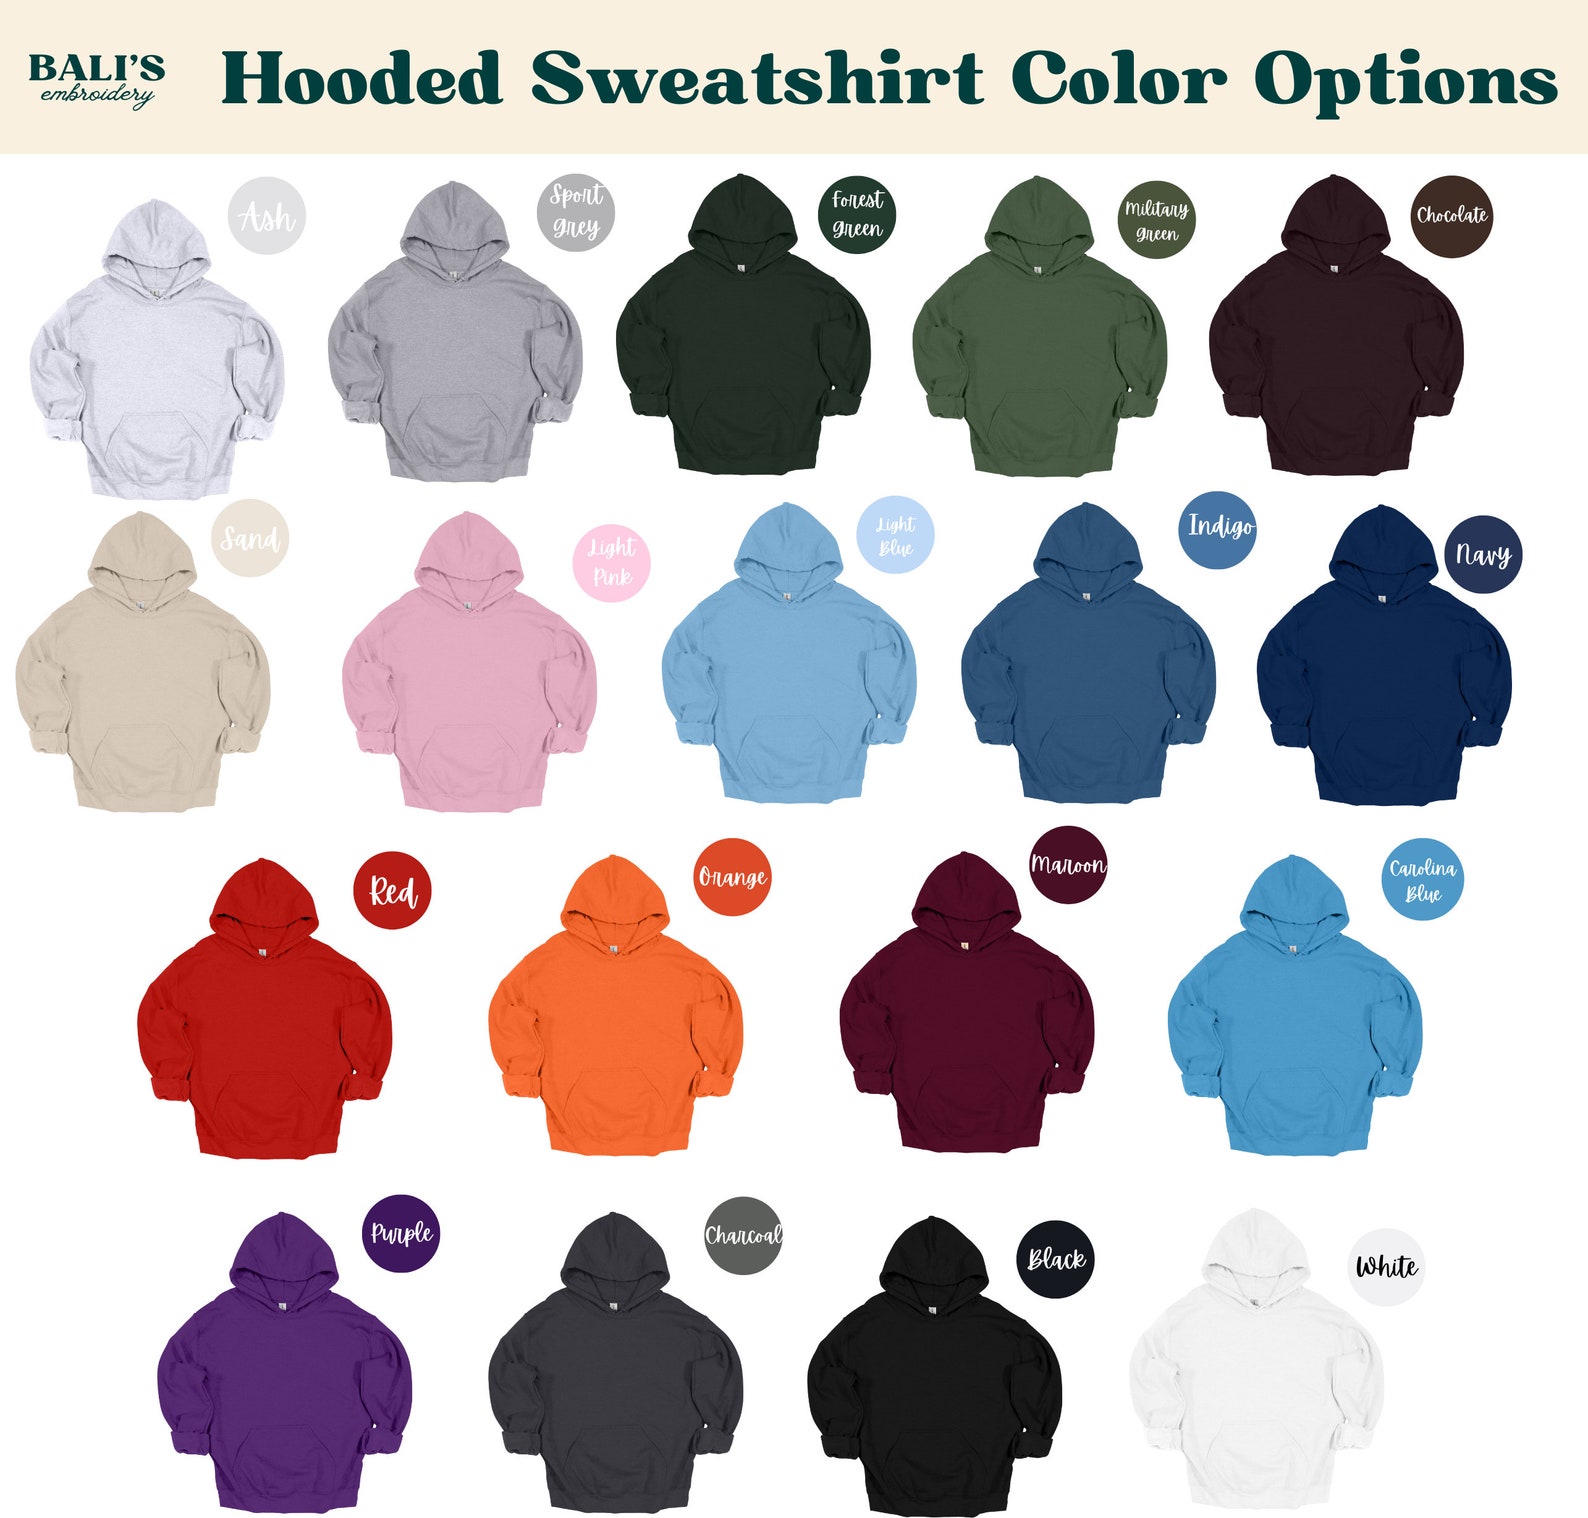 BALI'S
embroidery
Hooded Sweatshirt Color Options
Ash
Sport
Grey
Forest
Green
Military
Green
Chocolate
Sand
Light
Pink
Light
Blue
Indigo
Navy
Red
Orange
Maroon
Carolina
Blue
Purple
Charcoal
Black
White